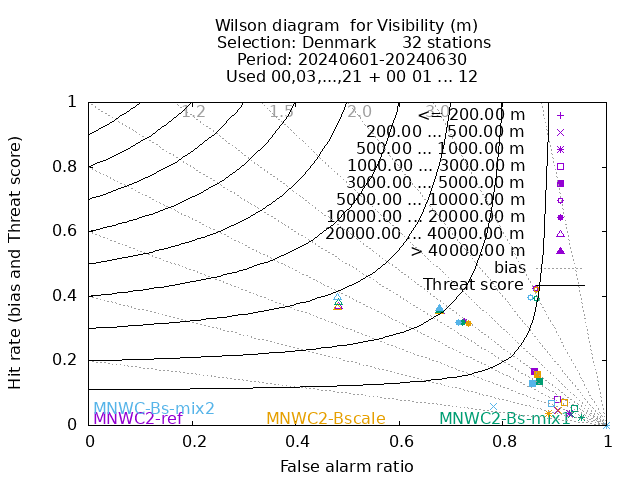 Wilson diagram  for Visibility (m)
Selection: Denmark     32 stations
Period: 20240601-20240630
Used 00,03,...,21 + 00 01 ... 12
1 1.2 1.5 2.0 3.0
<= 200.00 m
200.00 ... 500.00 m
500.00 ... 1000.00 m
1000.00 ... 3000.00 m
3000.00 ... 5000.00 m
5000.00 ... 10000.00 m
10000.00 ... 20000.00 m
20000.00 ... 40000.00 m
> 40000.00 m
bias
Threat score
0.8
0.6
0.4
0.2
0
Hit rate (bias and Threat score)
MNWC-Bs-mix2
MNWC2-ref MNWC2-Bscale MNWC2-Bs-mix1
0 0.2 0.4 0.6 0.8 1
False alarm ratio